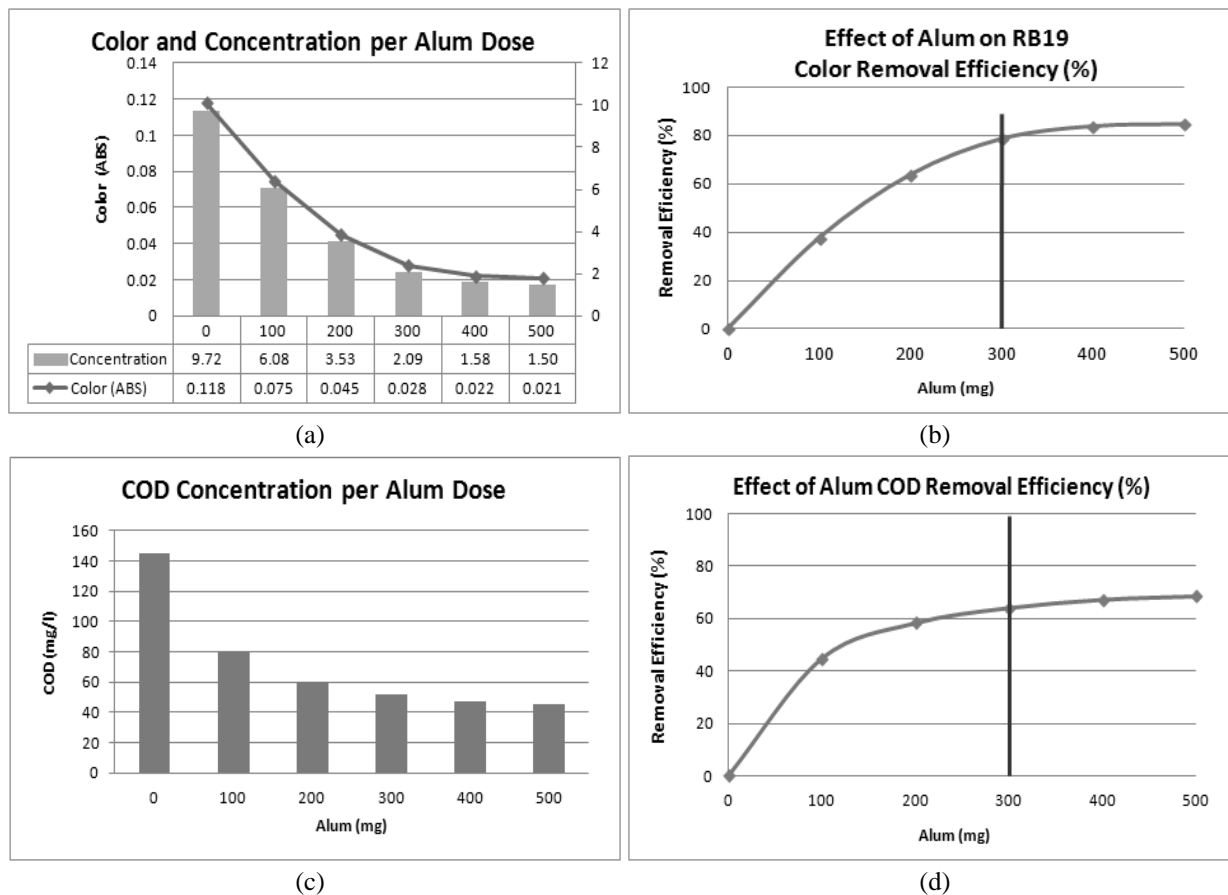 Color and Concentration per Alum Dose
0.14
0.12
0.1
0.08
0.06
0.04
0.02
0
12
10
8
6
4
2
0
Color (ABS)
0 100 200 300 400 500
Concentration 9.72 6.08 3.53 2.09 1.58 1.50
Color (ABS) 0.118 0.075 0.045 0.028 0.022 0.021
(a)
Effect of Alum on RB19
Color Removal Efficiency (%)
100
80
60
40
20
0
Removal Eficiency (%)
0 100 200 300 400 500
Alum (mg)
(b)
COD Concentration per Alum Dose
160
140
120
100
80
60
40
20
0
COD (mg/l)
0 100 200 300 400 500
Alum (mg)
(c)
Effect of Alum COD Removal Efficiency (%)
100
80
60
40
20
0
Removal Efficiency (%)
0 100 200 300 400 500
Alum (mg)
(d)